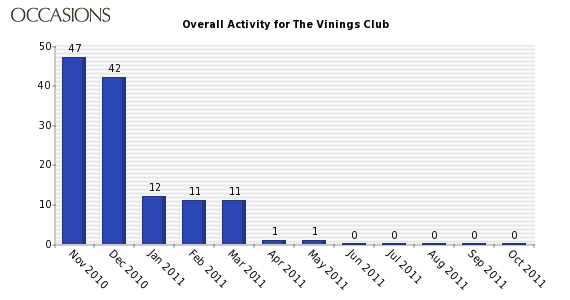 OCCASIONS
Overall Activity for The Vinings Club
50
40
30
20
10
0
47
42
12
11
11
1
1
0
0
0
0
0
Nov 2010
Dec 2010
Jan 2011
Feb 2011
Mar 2011
Apr 2011
May 2011
Jun 2011
Jul 2011
Aug 2011
Sep 2011
Oct 2011